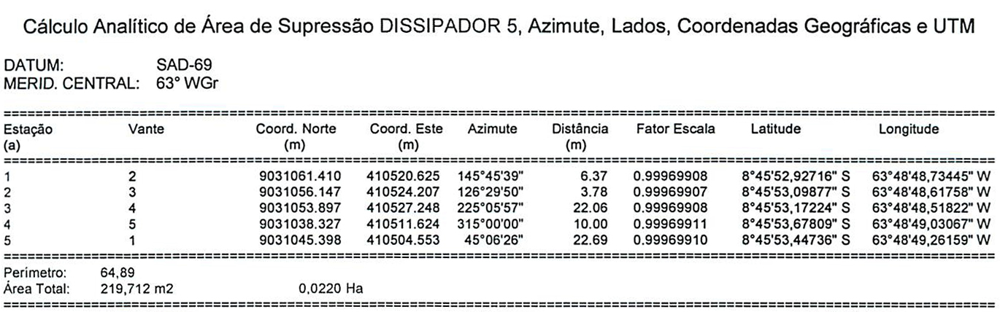 Cálculo Analítico de Área de Supressão DISSIPADOR 5, Azimute, Lados, Coordenadas Geográficas e UTM
DATUM: SAD-69
MERID. CENTRAL: 63° WGr
Estação Vante Coord. Norte Coord. Este Azimute Distância Fator Escala Latitude Longitude
(a) (m) (m) (m)
1 2 9031061.410 410520.625 145°45'39" 6.37 0.99969908 8°45'52,92716" S 63°48'48,73445" W
2 3 9031056.147 410524.207 126°29'50" 3.78 0.99969907 8°45'53,09877" S 63°48'48,61758" W
3 4 9031053.897 410527.248 225°05'57" 22.06 0.99969908 8°45'53,17224" S 63°48'48,51822" W
4 5 9031038.327 410511.624 315°00'00" 10.00 0.99969911 8°45'53,67809" S 63°48'49,03067" W
5 1 9031045.398 410504.553 45°06'26" 22.69 0.99969910 8°45'53,44736" S 63°48'49,26159" W
Perímetro: 64,89
Área Total: 219,712 m2 0,0220 Ha